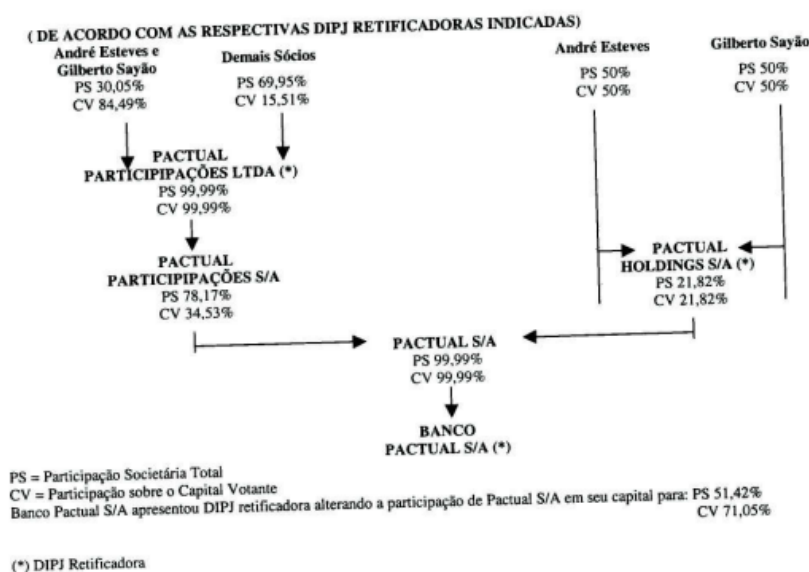 ( DE ACORDO COM AS RESPECTIVAS DIPJ RETIFICADORAS INDICADAS)
André Esteves e
Gilberto Sayão
PS 30,05%
CV 84,49%
Demais Sócios
PS 69,95%
CV 15,51%
André Esteves
PS 50%
CV 50%
Gilberto Sayão
PS 50%
CV 50%
PACTUAL
PARTICIPIPAÇÕES LTDA (*)
PS 99,99%
CV 99,99%
PACTUAL
PARTICIPIPAÇÕES S/A
PS 78,17%
CV 34,53%
PACTUAL
HOLDINGS S/A (*)
PS 21,82%
CV 21,82%
PACTUAL S/A
PS 99,99%
CV 99,99%
BANCO
PACTUAL S/A (*)
PS = Participação Societária Total
CV = Participação sobre o Capital Votante
Banco Pactual S/A apresentou DIPJ retificadora alterando a participação de Pactual S/A em seu capital para: PS 51,42%
CV 71,05%
(*) DIPJ Retificadora